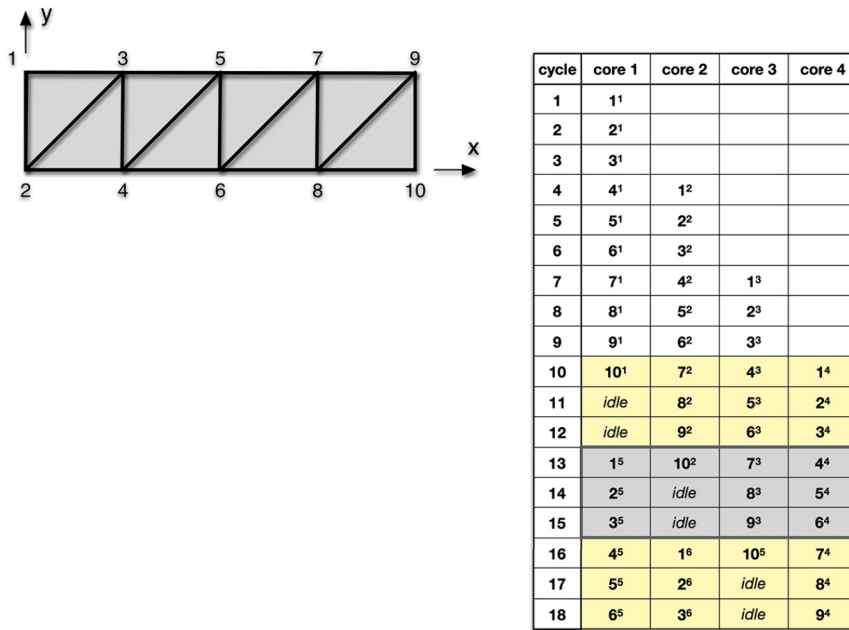 y
1 3 5 7 9
x
2 4 6 8 10
cycle core 1 core 2 core 3 core 4
1 1¹
2 2¹
3 3¹
4 4¹ 1²
5 5¹ 2²
6 6¹ 3²
7 7¹ 4² 1³
8 8¹ 5² 2³
9 9¹ 6² 3³
10 10¹ 7² 4³ 1⁴
11 idle 8² 5³ 2⁴
12 idle 9² 6³ 3⁴
13 1⁵ 10² 7³ 4⁴
14 2⁵ idle 8³ 5⁴
15 3⁵ idle 9³ 6⁴
16 4⁵ 1⁶ 10⁵ 7⁴
17 5⁵ 2⁶ idle 8⁴
18 6⁵ 3⁶ idle 9⁴